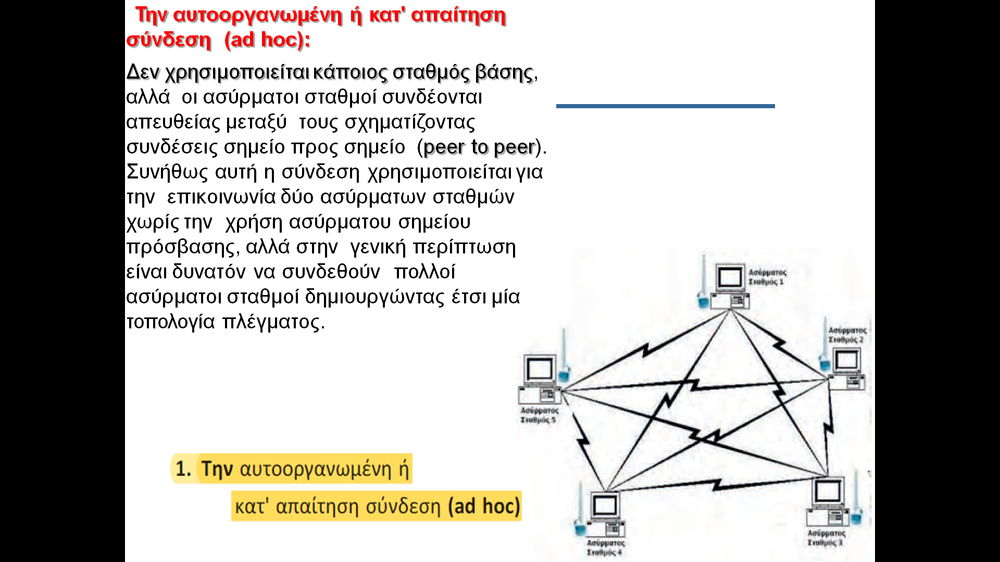 Την αυτοοργανωμένη ή κατ' απαίτηση
σύνδεση (ad hoc):
Δεν χρησιμοποιείται κάποιος σταθμός βάσης,
αλλά οι ασύρματοι σταθμοί συνδέονται
απευθείας μεταξύ τους σχηματίζοντας
συνδέσεις σημείο προς σημείο (peer to peer).
Συνήθως αυτή η σύνδεση χρησιμοποιείται για
την επικοινωνία δύο ασύρματων σταθμών
χωρίς την χρήση ασύρματου σημείου
πρόσβασης, αλλά στην γενική περίπτωση
είναι δυνατόν να συνδεθούν πολλοί
ασύρματοι σταθμοί δημιουργώντας έτσι μία
τοπολογία πλέγματος.
Ασύρματος
Σταθμός 1
Ασύρματος
Σταθμός 2
Ασύρματος
Σταθμός 5
1. Την αυτοοργανωμένη ή
κατ' απαίτηση σύνδεση (ad hoc)
Ασύρματος
Σταθμός 3
Ασύρματος
Σταθμός 4